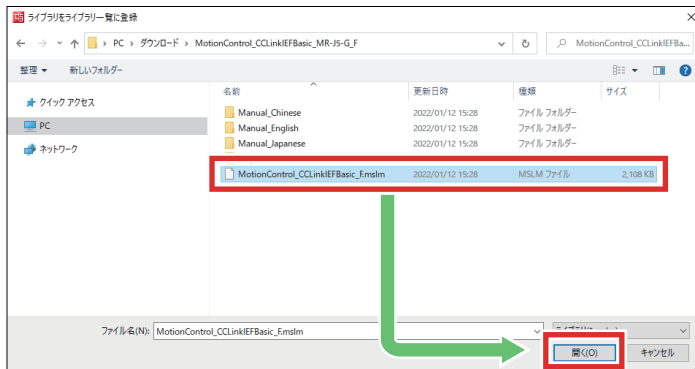 ライブラリをライブラリ一覧に登録
PC › ダウンロード › MotionControl_CCLinkIEFBasic_MR-J5-G_F
MotionControl_CCLinkIEFBa...
整理 新しいフォルダー
名前 更新日時 種類 サイズ
クイック アクセス
PC
ネットワーク
Manual_Chinese 2022/01/12 15:28 ファイル フォルダー
Manual_English 2022/01/12 15:28 ファイル フォルダー
Manual_Japanese 2022/01/12 15:28 ファイル フォルダー
MotionControl_CCLinkIEFBasic_F.mslm 2022/01/12 15:28 MSLM ファイル 2,108 KB
ファイル名(N): MotionControl_CCLinkIEFBasic_F.mslm
開く(O) キャンセル